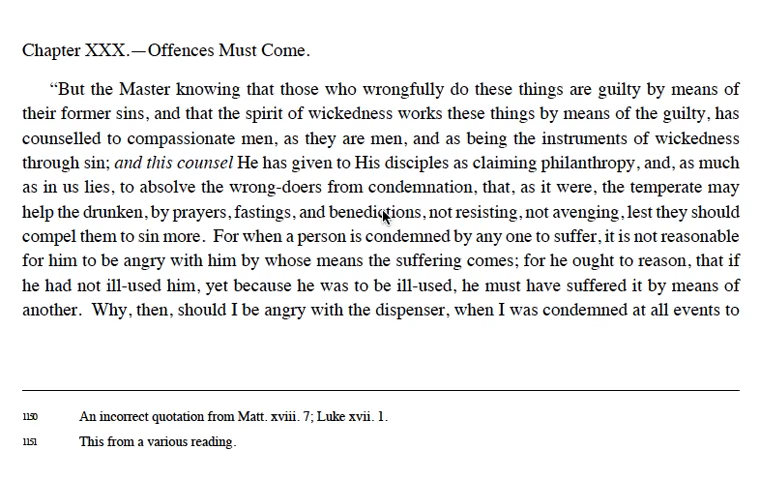 Chapter XXX.—Offences Must Come.
“But the Master knowing that those who wrongfully do these things are guilty by means of
their former sins, and that the spirit of wickedness works these things by means of the guilty, has
counselled to compassionate men, as they are men, and as being the instruments of wickedness
through sin; and this counsel He has given to His disciples as claiming philanthropy, and, as much
as in us lies, to absolve the wrong-doers from condemnation, that, as it were, the temperate may
help the drunken, by prayers, fastings, and benedictions, not resisting, not avenging, lest they should
compel them to sin more. For when a person is condemned by any one to suffer, it is not reasonable
for him to be angry with him by whose means the suffering comes; for he ought to reason, that if
he had not ill-used him, yet because he was to be ill-used, he must have suffered it by means of
another. Why, then, should I be angry with the dispenser, when I was condemned at all events to
1150 An incorrect quotation from Matt. xviii. 7; Luke xvii. 1.
1151 This from a various reading.